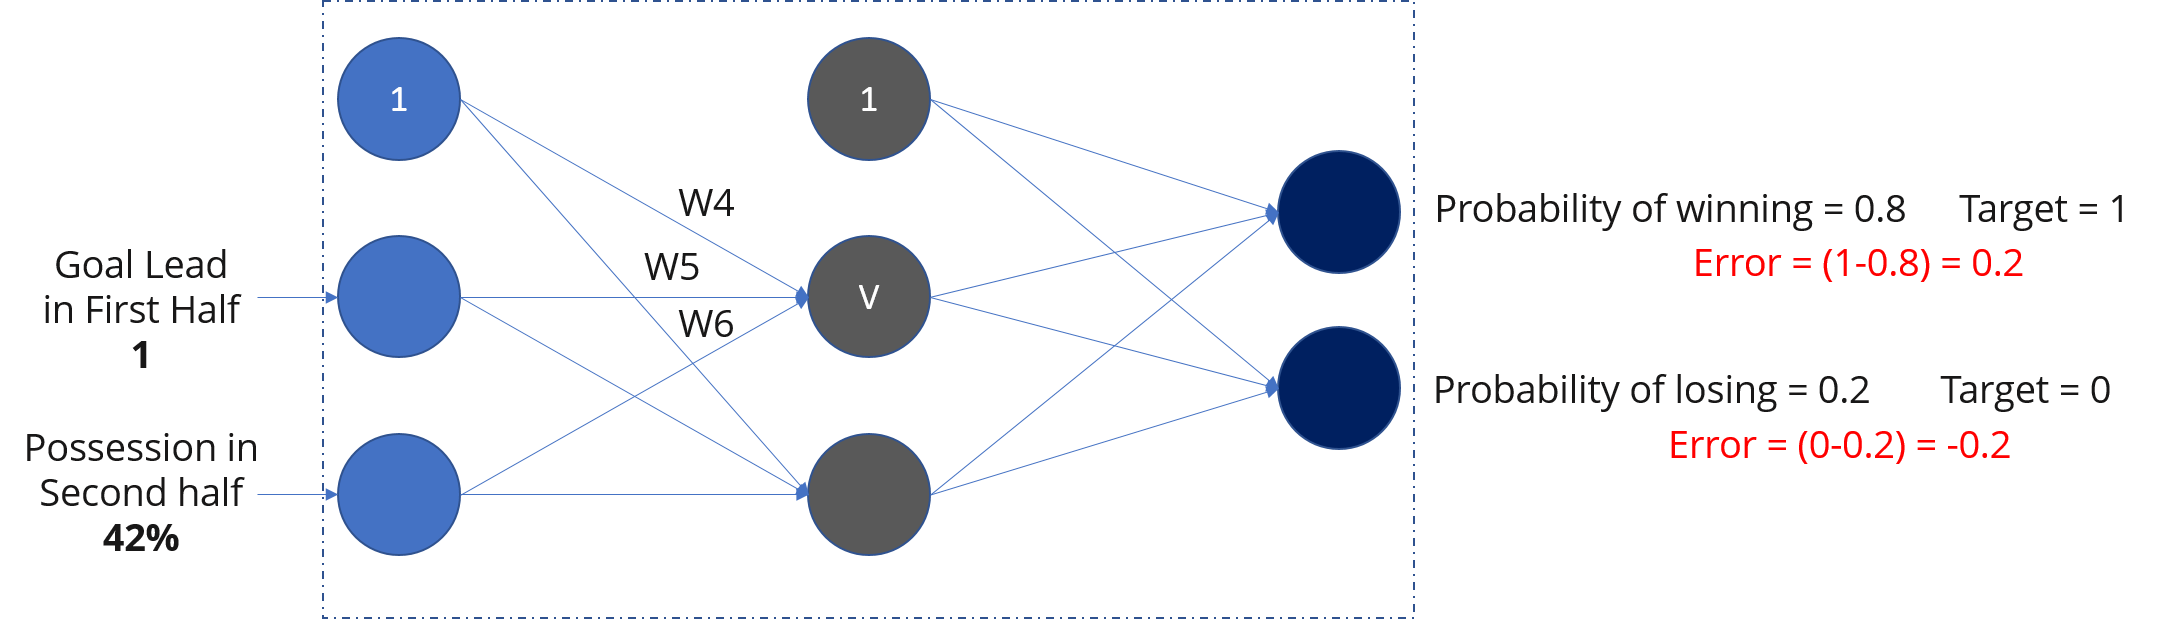 1
1
W4
W5
V
W6
Goal Lead
in First Half
1
Possession in
Second half
42%
Probability of winning = 0.8 Target = 1
Error = (1-0.8) = 0.2
Probability of losing = 0.2 Target = 0
Error = (0-0.2) = -0.2